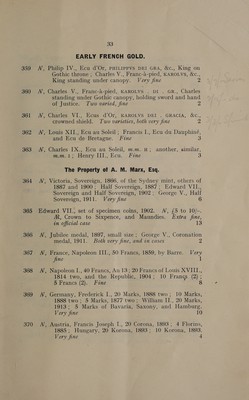 33
EARLY FRENCH GOLD.
359 N, Philip IV., Ecu d'Or, PHILIPPVS DEI GRA, &c., King on
Gothic throne; Charles V., Franc-à-pied, KAROLVS, &c.,
King standing under canopy. Very fine 2
360 N, Charles V., Franc-à-pied, KAROLVS . DI . GR., Charles
standing under Gothic canopy, holding sword and hand
of Justice. Two varied, fine 2
361 N, Charles VI., Ecus d'Or, KAROLVS DEI . GRACIA, &c.,
crowned shield. Two varieties, both very fine 2
362 N, Louis XII., Ecu au Soleil; Francis I., Ecu du Dauphiné,
and Ecu de Bretagne. Fine 3
363 N, Charles IX., Ecu au Soleil, m.m. B; another, similar,
m.m. I; Henry III., Ecu. Fine 3
The Property of A. M. Marx, Esq.
364 N, Victoria, Sovereign, 1866, of the Sydney mint, others of
1887 and 1900; Half Sovereign, 1887; Edward VII.,
Sovereign and Half Sovereign, 1902; George V., Half
Sovereign, 1911. Very fine 6
365 Edward VII., set of specimen coins, 1902. N, £5 to 10/-,
R, Crown to Sixpence, and Maundies. Extra fine,
in official case
366 N, Jubilee medal, 1897, small size; George V., Coronation
medal, 1911. Both very fine, and in cases 2
367 N, France, Napoleon III., 50 Francs, 1859, by Barre. Very
fine 1
368 N, Napoleon I., 40 Francs, An 13; 20 Francs of Louis XVIII.,
1814 two, and the Republic, 1904; 10 Francs (2);
5 Francs (2). Fine 8
369 N, Germany, Frederick I., 20 Marks, 1888 two; 10 Marks,
1888 two; 5 Marks, 1877 two; William II., 20 Marks,
1913; 5 Marks of Bavaria, Saxony, and Hamburg.
Very fine 10
370 N, Austria, Francis Joseph I., 20 Corona, 1893; 4 Florins,
1885; Hungary, 20 Korona, 1893; 10 Korona, 1893.
Very fine 4